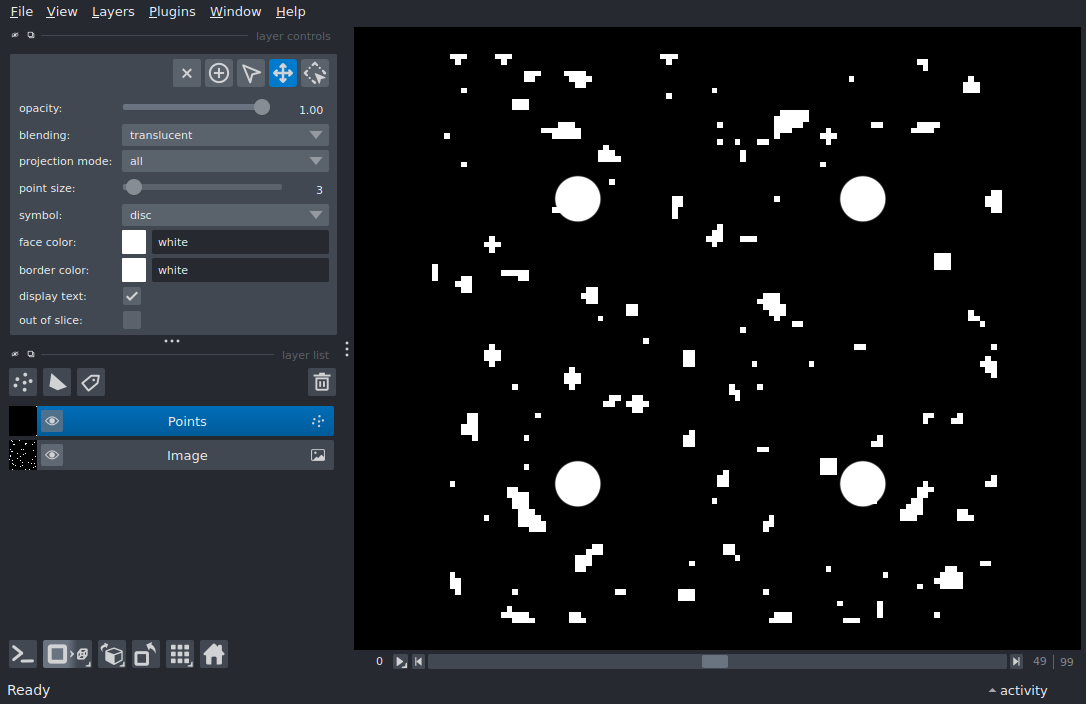 File View Layers Plugins Window Help
layer controls
opacity: 1.00
blending: translucent
projection mode: all
point size: 3
symbol: disc
face color: white
border color: white
display text:
out of slice:
layer list
Points
Image
0 49 99
Ready activity